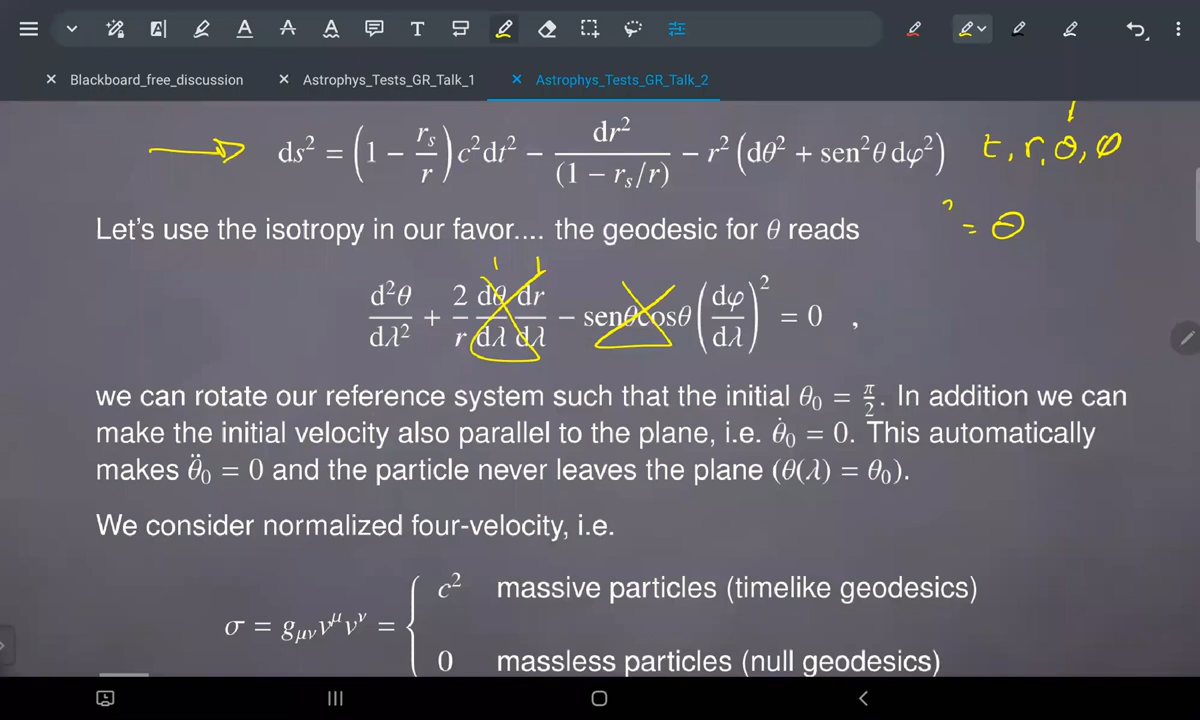 Blackboard_free_discussion Astrophys_Tests_GR_Talk_1 Astrophys_Tests_GR_Talk_2
ds² = (1 − r_s/r) c²dt² − dr²/(1 − r_s/r) − r² (dθ² + sen²θ dφ²) t, r, θ, φ
Let's use the isotropy in our favor.... the geodesic for θ reads
= θ
d²θ/dλ² + 2/r dθ/dλ dr/dλ − senθcosθ (dφ/dλ)² = 0 ,
we can rotate our reference system such that the initial θ₀ = π/2. In addition we can
make the initial velocity also parallel to the plane, i.e. θ̇₀ = 0. This automatically
makes θ̈₀ = 0 and the particle never leaves the plane (θ(λ) = θ₀).
We consider normalized four-velocity, i.e.
σ = g_μν v^μ v^ν = {
c² massive particles (timelike geodesics)
0 massless particles (null geodesics)